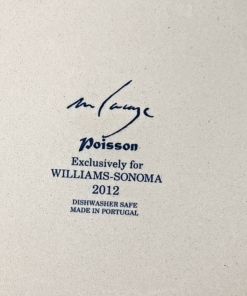 Poisson
Exclusively for
WILLIAMS-SONOMA
2012
DISHWASHER SAFE
MADE IN PORTUGAL